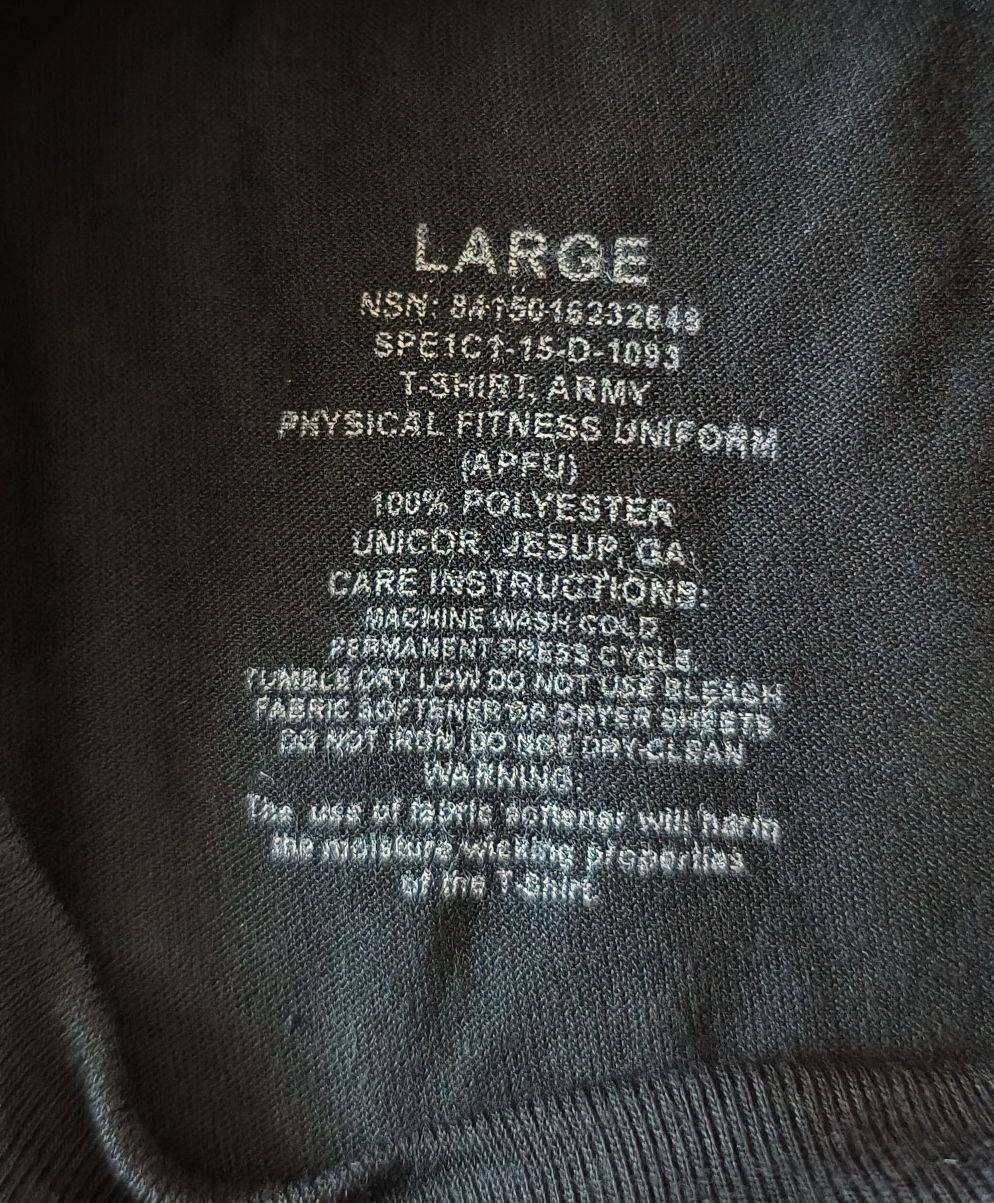 LARGE
NSN: 8415016232648
SPE1C1-15-D-1093
T-SHIRT, ARMY
PHYSICAL FITNESS UNIFORM
(APFU)
100% POLYESTER
UNICOR, JESUP, GA
CARE INSTRUCTIONS:
MACHINE WASH COLD
PERMANENT PRESS CYCLE.
TUMBLE DRY LOW DO NOT USE BLEACH
FABRIC SOFTENER OR DRYER SHEETS
DO NOT IRON. DO NOT DRY-CLEAN
WARNING:
The use of fabric softener will harm
the moisture wicking properties
of the T-Shirt.